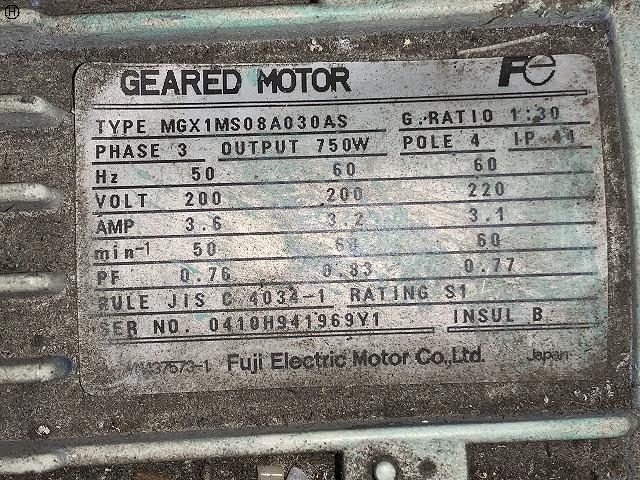 H
GEARED MOTOR Fe
TYPE MGX1MS08A030AS G.RATIO 1:30
PHASE 3 OUTPUT 750W POLE 4 I.P 44
Hz 50 60 60
VOLT 200 200 220
AMP 3.6 3.2 3.1
min-1 50 60 60
PF 0.76 0.83 0.77
RULE JIS C 4034-1 RATING S1
SER NO. 0410H941969Y1 INSUL B
Fuji Electric Motor Co.,Ltd. Japan